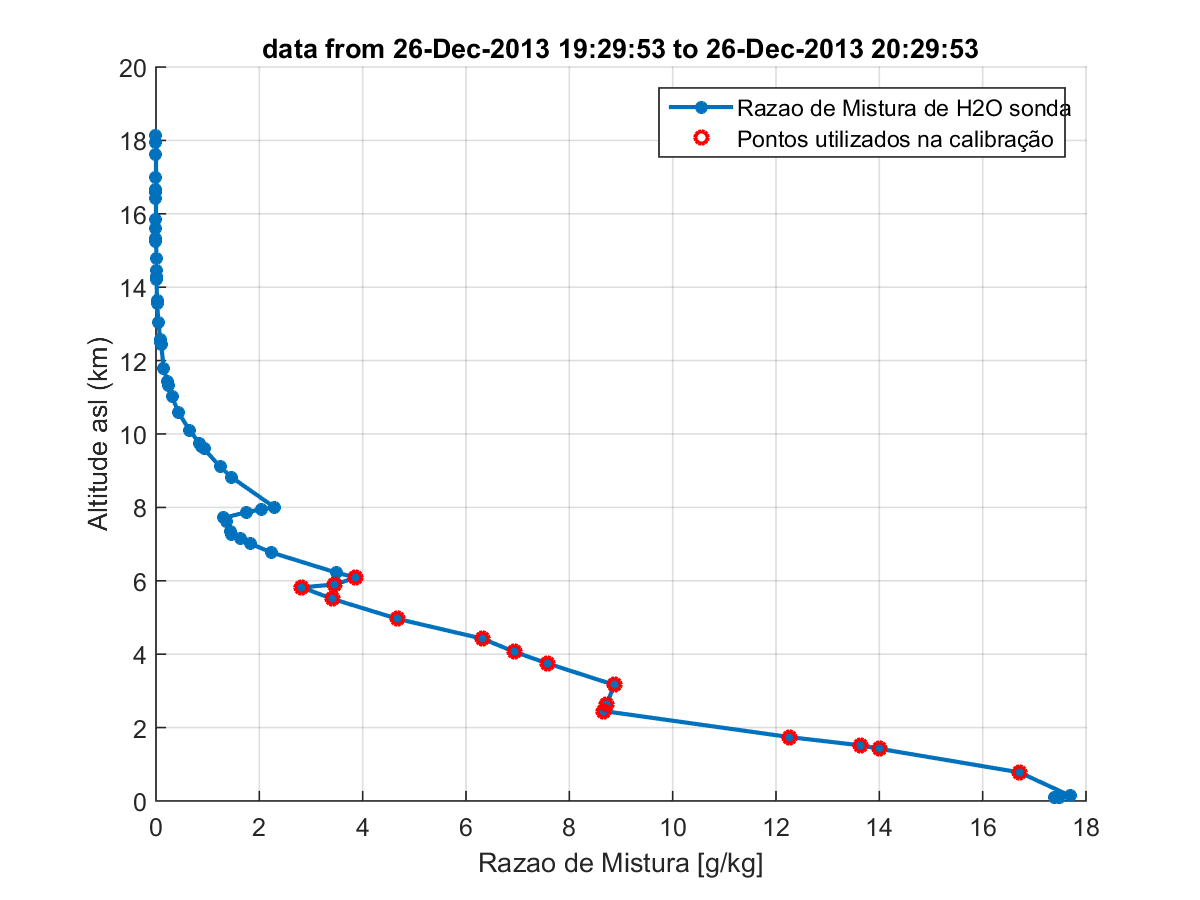 data from 26-Dec-2013 19:29:53 to 26-Dec-2013 20:29:53
Razao de Mistura de H2O sonda
Pontos utilizados na calibração
20
18
16
14
12
10
8
6
4
2
0
Altitude asl (km)
0 2 4 6 8 10 12 14 16 18
Razao de Mistura [g/kg]